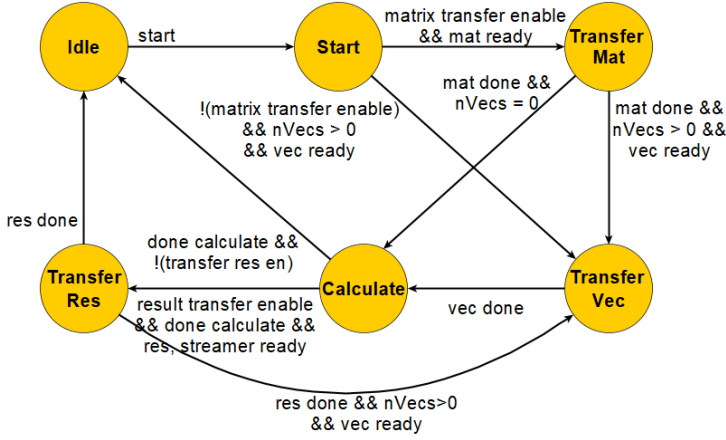 Idle
start
Start
matrix transfer enable
&& mat ready
Transfer
Mat
mat done &&
nVecs = 0
!(matrix transfer enable)
&& nVecs > 0
&& vec ready
mat done &&
nVecs > 0 &&
vec ready
res done
done calculate &&
!(transfer res en)
Transfer
Res
Calculate
Transfer
Vec
result transfer enable
&& done calculate &&
res, streamer ready
vec done
res done && nVecs>0
&& vec ready